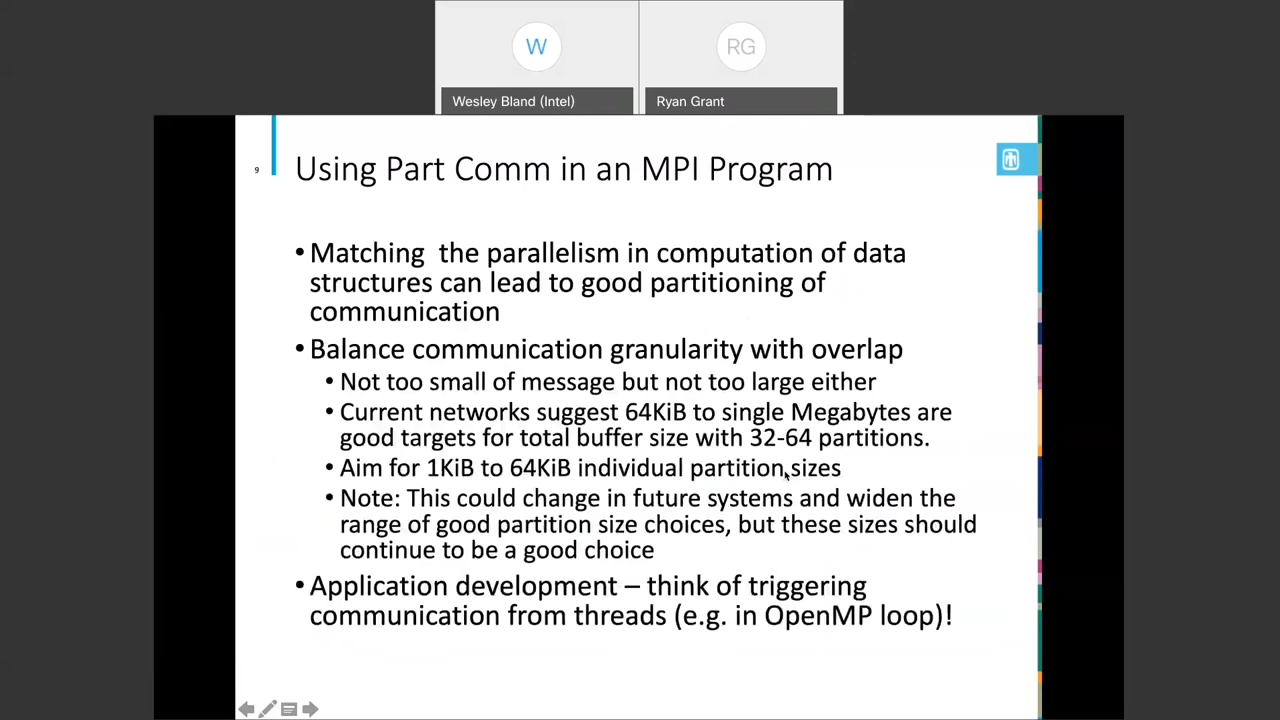 W
RG
Wesley Bland (Intel)
Ryan Grant
9
Using Part Comm in an MPI Program
• Matching the parallelism in computation of data
structures can lead to good partitioning of
communication
• Balance communication granularity with overlap
• Not too small of message but not too large either
• Current networks suggest 64KiB to single Megabytes are
good targets for total buffer size with 32-64 partitions.
• Aim for 1KiB to 64KiB individual partition sizes
• Note: This could change in future systems and widen the
range of good partition size choices, but these sizes should
continue to be a good choice
• Application development – think of triggering
communication from threads (e.g. in OpenMP loop)!